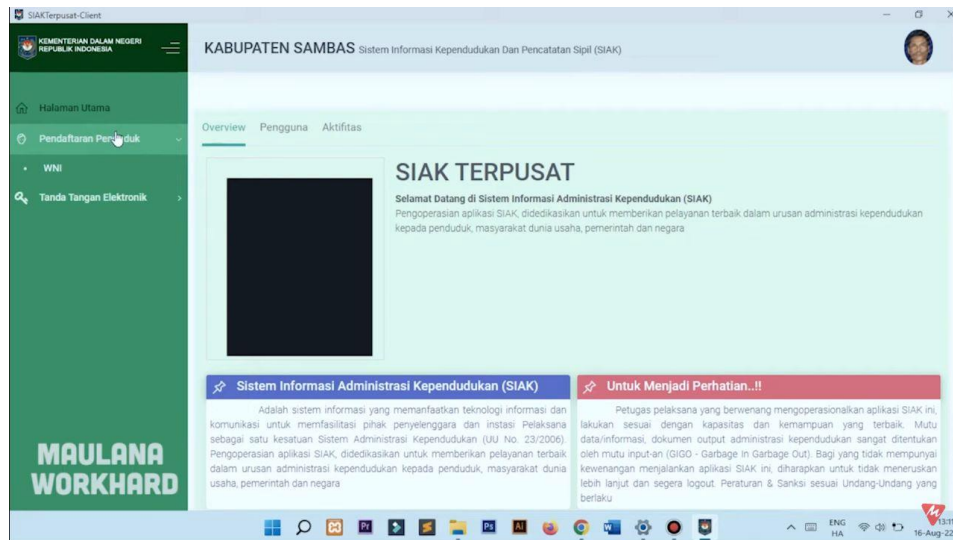 SIAKTerpusat-Client
KEMENTERIAN DALAM NEGERI
REPUBLIK INDONESIA
KABUPATEN SAMBAS Sistem Informasi Kependudukan Dan Pencatatan Sipil (SIAK)
Halaman Utama
Pendaftaran Penduduk
WNI
Tanda Tangan Elektronik
Overview Pengguna Aktifitas
SIAK TERPUSAT
Selamat Datang di Sistem Informasi Administrasi Kependudukan (SIAK)
Pengoperasian aplikasi SIAK, didedikasikan untuk memberikan pelayanan terbaik dalam urusan administrasi kependudukan
kepada penduduk, masyarakat dunia usaha, pemerintah dan negara
Sistem Informasi Administrasi Kependudukan (SIAK)
Adalah sistem informasi yang memanfaatkan teknologi informasi dan
komunikasi untuk memfasilitasi pihak penyelenggara dan instasi Pelaksana
sebagai satu kesatuan Sistem Administrasi Kependudukan (UU No. 23/2006).
Pengoperasian aplikasi SIAK, didedikasikan untuk memberikan pelayanan terbaik
dalam urusan administrasi kependudukan kepada penduduk, masyarakat dunia
usaha, pemerintah dan negara
Untuk Menjadi Perhatian..!!
Petugas pelaksana yang berwenang mengoperasionalkan aplikasi SIAK ini,
lakukan sesuai dengan kapasitas dan kemampuan yang terbaik. Mutu
data/informasi, dokumen output administrasi kependudukan sangat ditentukan
oleh mutu input-an (GIGO - Garbage In Garbage Out). Bagi yang tidak mempunyai
kewenangan menjalankan aplikasi SIAK ini, diharapkan untuk tidak meneruskan
lebih lanjut dan segera logout. Peraturan & Sanksi sesuai Undang-Undang yang
berlaku
MAULANA
WORKHARD
Pr
Ps
Ai
W
ENG
HA
13:11
16-Aug-22